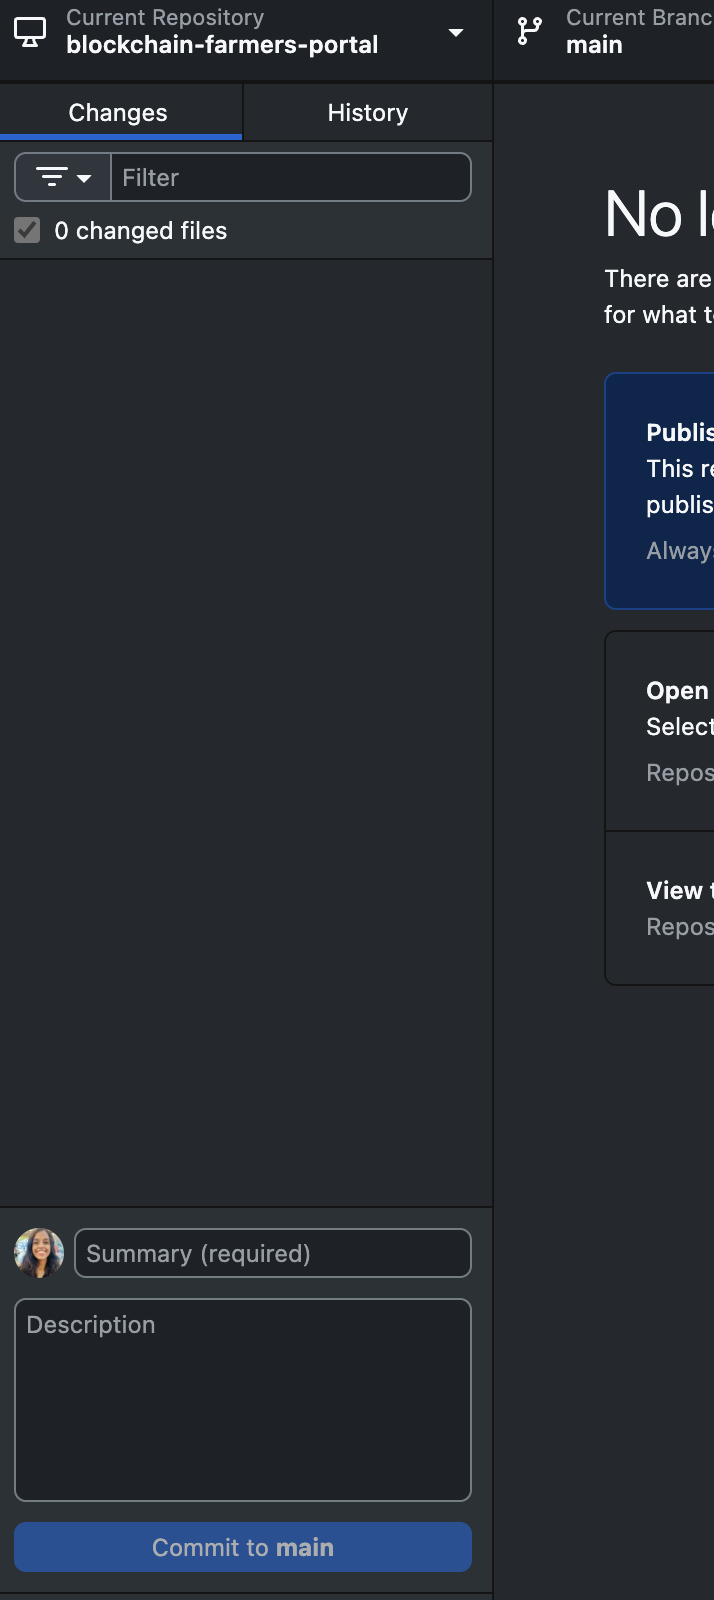 Current Repository
blockchain-farmers-portal
Current Branc
main
Changes
History
Filter
0 changed files
No l
There are
for what t
Publis
This re
publis
Always
Open
Select
Repos
View t
Repos
Summary (required)
Description
Commit to main